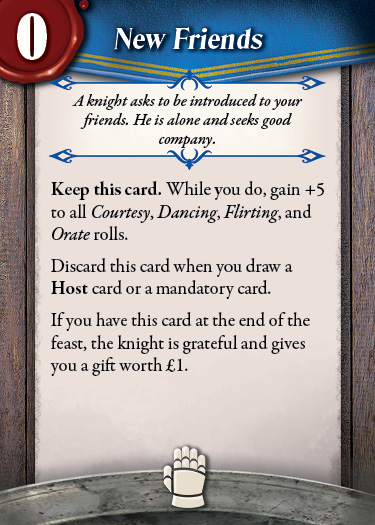 0
New Friends
A knight asks to be introduced to your
friends. He is alone and seeks good
company.
Keep this card. While you do, gain +5
to all Courtesy, Dancing, Flirting, and
Orate rolls.
Discard this card when you draw a
Host card or a mandatory card.
If you have this card at the end of the
feast, the knight is grateful and gives
you a gift worth £1.